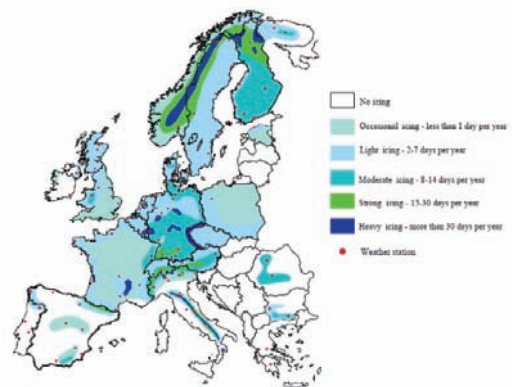 No icing
Occasional icing - less than 1 day per year
Light icing - 2-7 days per year
Moderate icing - 8-14 days per year
Strong icing - 15-30 days per year
Heavy icing - more than 30 days per year
Weather station